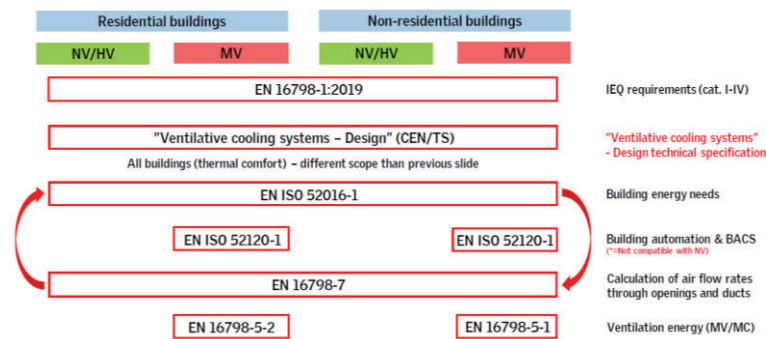 Residential buildings
Non-residential buildings
NV/HV
MV
NV/HV
MV
EN 16798-1:2019
IEQ requirements (cat. I-IV)
"Ventilative cooling systems – Design" (CEN/TS)
"Ventilative cooling systems"
- Design technical specification
All buildings (thermal comfort) – different scope than previous slide
EN ISO 52016-1
Building energy needs
EN ISO 52120-1
EN ISO 52120-1
Building automation & BACS
(*=Not compatible with NV)
EN 16798-7
Calculation of air flow rates
through openings and ducts
EN 16798-5-2
EN 16798-5-1
Ventilation energy (MV/MC)